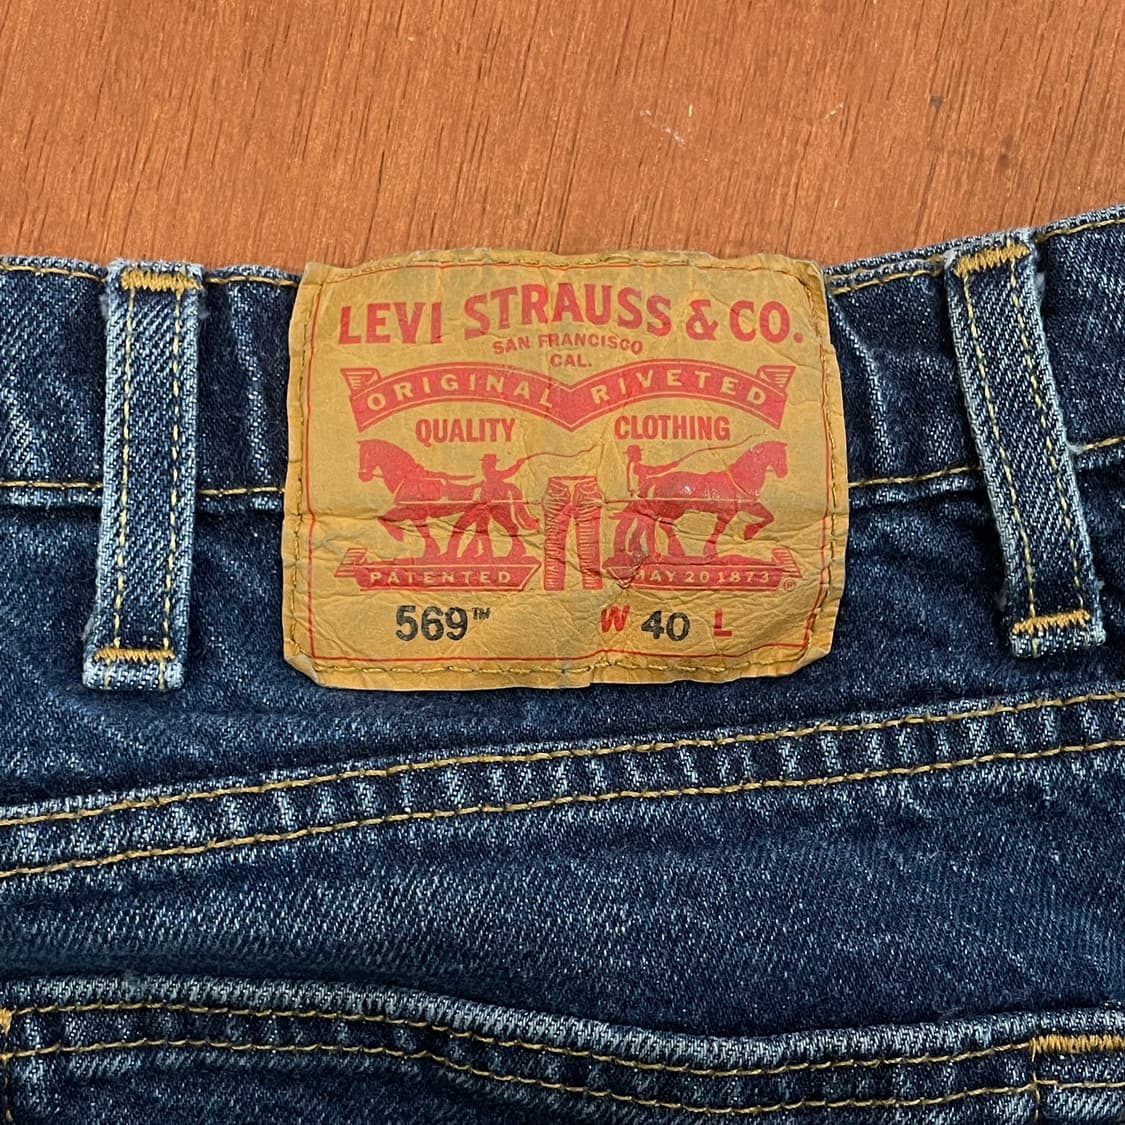 LEVI STRAUSS & CO.
SAN FRANCISCO
CAL.
ORIGINAL RIVETED
QUALITY CLOTHING
PATENTED MAY 20 1873 ®
569™ W 40 L